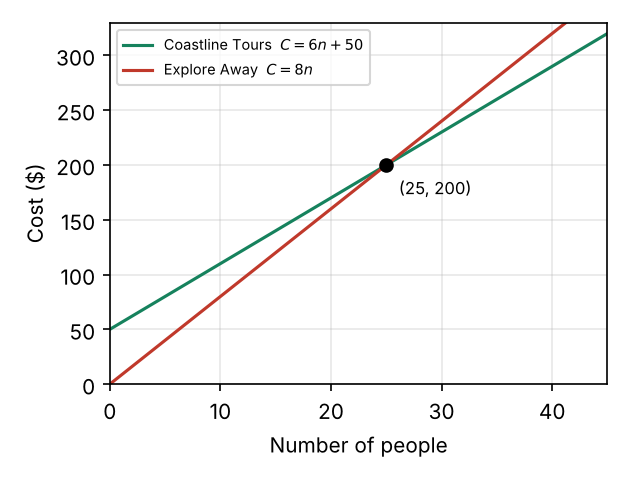 Coastline Tours C = 6n + 50
Explore Away C = 8n
300
250
200
150
100
50
0
Cost ($)
(25, 200)
0 10 20 30 40
Number of people